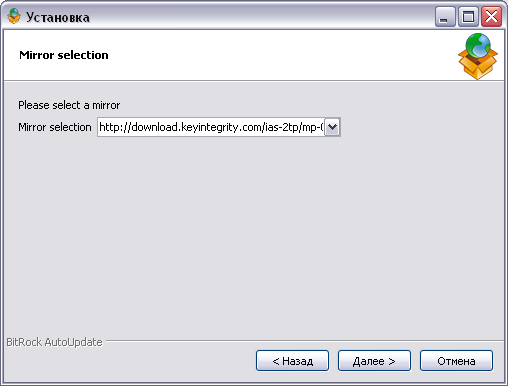 Установка
Mirror selection
Please select a mirror
Mirror selection http://download.keyintegrity.com/ias-2tp/mp-
BitRock AutoUpdate
< Назад Далее > Отмена